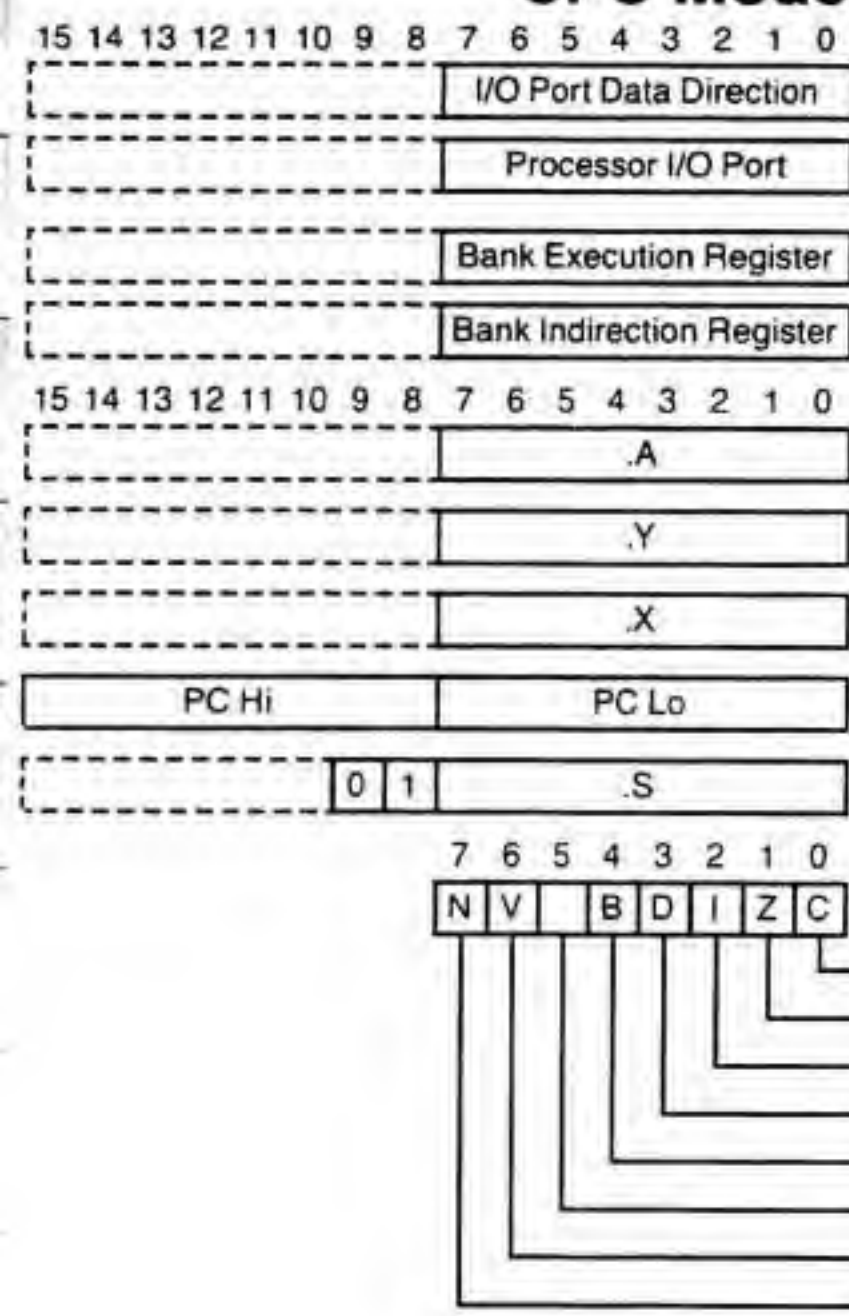 15 14 13 12 11 10 9 8 7 6 5 4 3 2 1 0
I/O Port Data Direction
Processor I/O Port
Bank Execution Register
Bank Indirection Register
15 14 13 12 11 10 9 8 7 6 5 4 3 2 1 0
.A
.Y
.X
PC Hi PC Lo
0 1 .S
7 6 5 4 3 2 1 0
N V B D I Z C